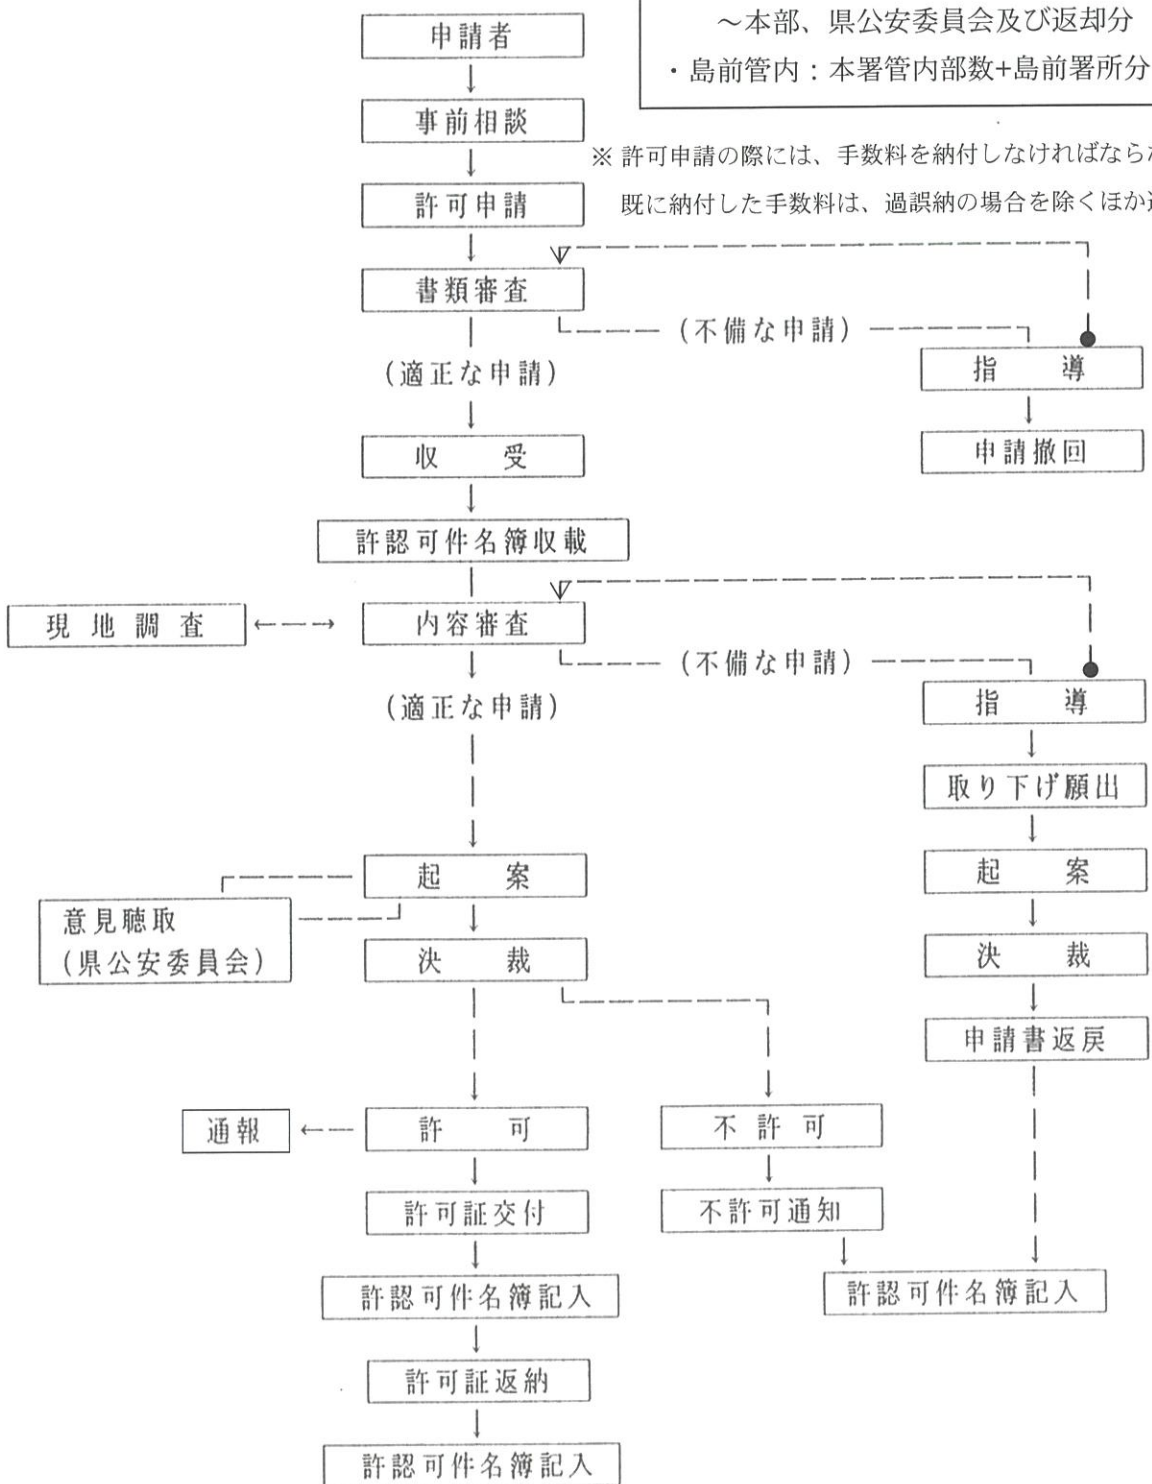 ～本部、県公安委員会及び返却分
・島前管内：本署管内部数+島前署所分
申請者
事前相談
※ 許可申請の際には、手数料を納付しなければならな
既に納付した手数料は、過誤納の場合を除くほか
許可申請
書類審査
(不備な申請)
(適正な申請)
指導
収受
申請撤回
許認可件名簿収載
現地調査
内容審査
(不備な申請)
(適正な申請)
指導
取り下げ願出
起案
起案
意見聴取
(県公安委員会)
決裁
決裁
申請書返戻
通報
許可
不許可
許可証交付
不許可通知
許認可件名簿記入
許認可件名簿記入
許可証返納
許認可件名簿記入